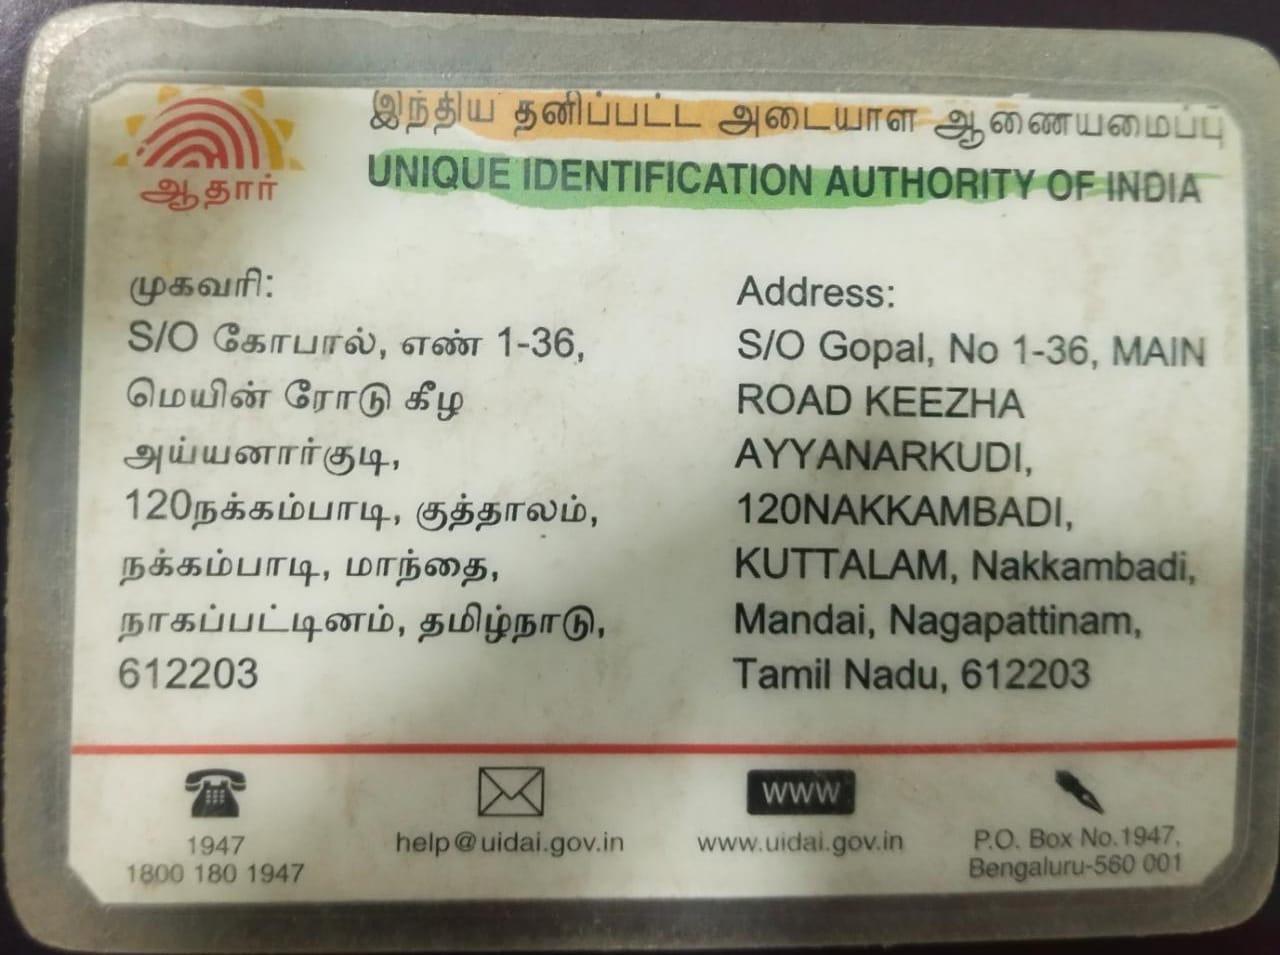 ஆதார்
இந்திய தனிப்பட்ட அடையாள ஆணையமைப்பு
UNIQUE IDENTIFICATION AUTHORITY OF INDIA
முகவரி:
S/O கோபால், எண் 1-36,
மெயின் ரோடு கீழ
அய்யனார்குடி,
120நக்கம்பாடி, குத்தாலம்,
நக்கம்பாடி, மாந்தை,
நாகப்பட்டினம், தமிழ்நாடு,
612203
Address:
S/O Gopal, No 1-36, MAIN
ROAD KEEZHA
AYYANARKUDI,
120NAKKAMBADI,
KUTTALAM, Nakkambadi,
Mandai, Nagapattinam,
Tamil Nadu, 612203
1947
1800 180 1947
help@uidai.gov.in
WWW
www.uidai.gov.in
P.O. Box No.1947,
Bengaluru-560 001